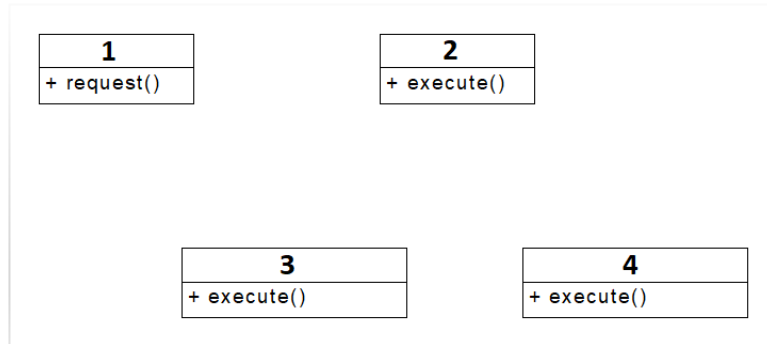 1
+ request()
2
+ execute()
3
+ execute()
4
+ execute()